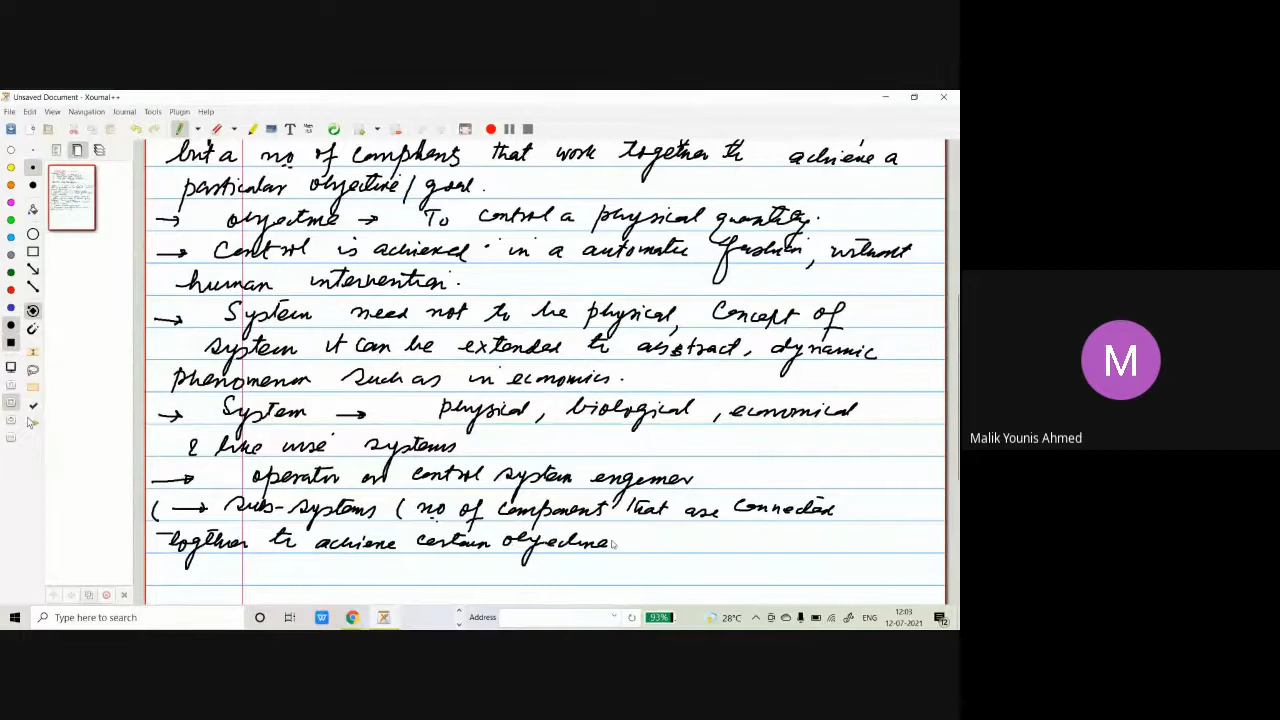 Unsaved Document - Xournal++
File Edit View Navigation Journal Tools Plugin Help
but a no of components that work together to achieve a
particular objective / goal.
→ objective → To control a physical quantity.
→ Control is achieved in a automatic fashion, without
human intervention.
→ System need not to be physical, Concept of
system it can be extended to abstract, dynamic
phenomenon such as in economics.
→ System → physical, biological, economical
& like wise systems
→ operator or control system engineer
( → sub-systems ( no of component that are connected
together to achieve certain objective
Malik Younis Ahmed
M
Type here to search
Address
93%
28°C
ENG
12:03
12-07-2021